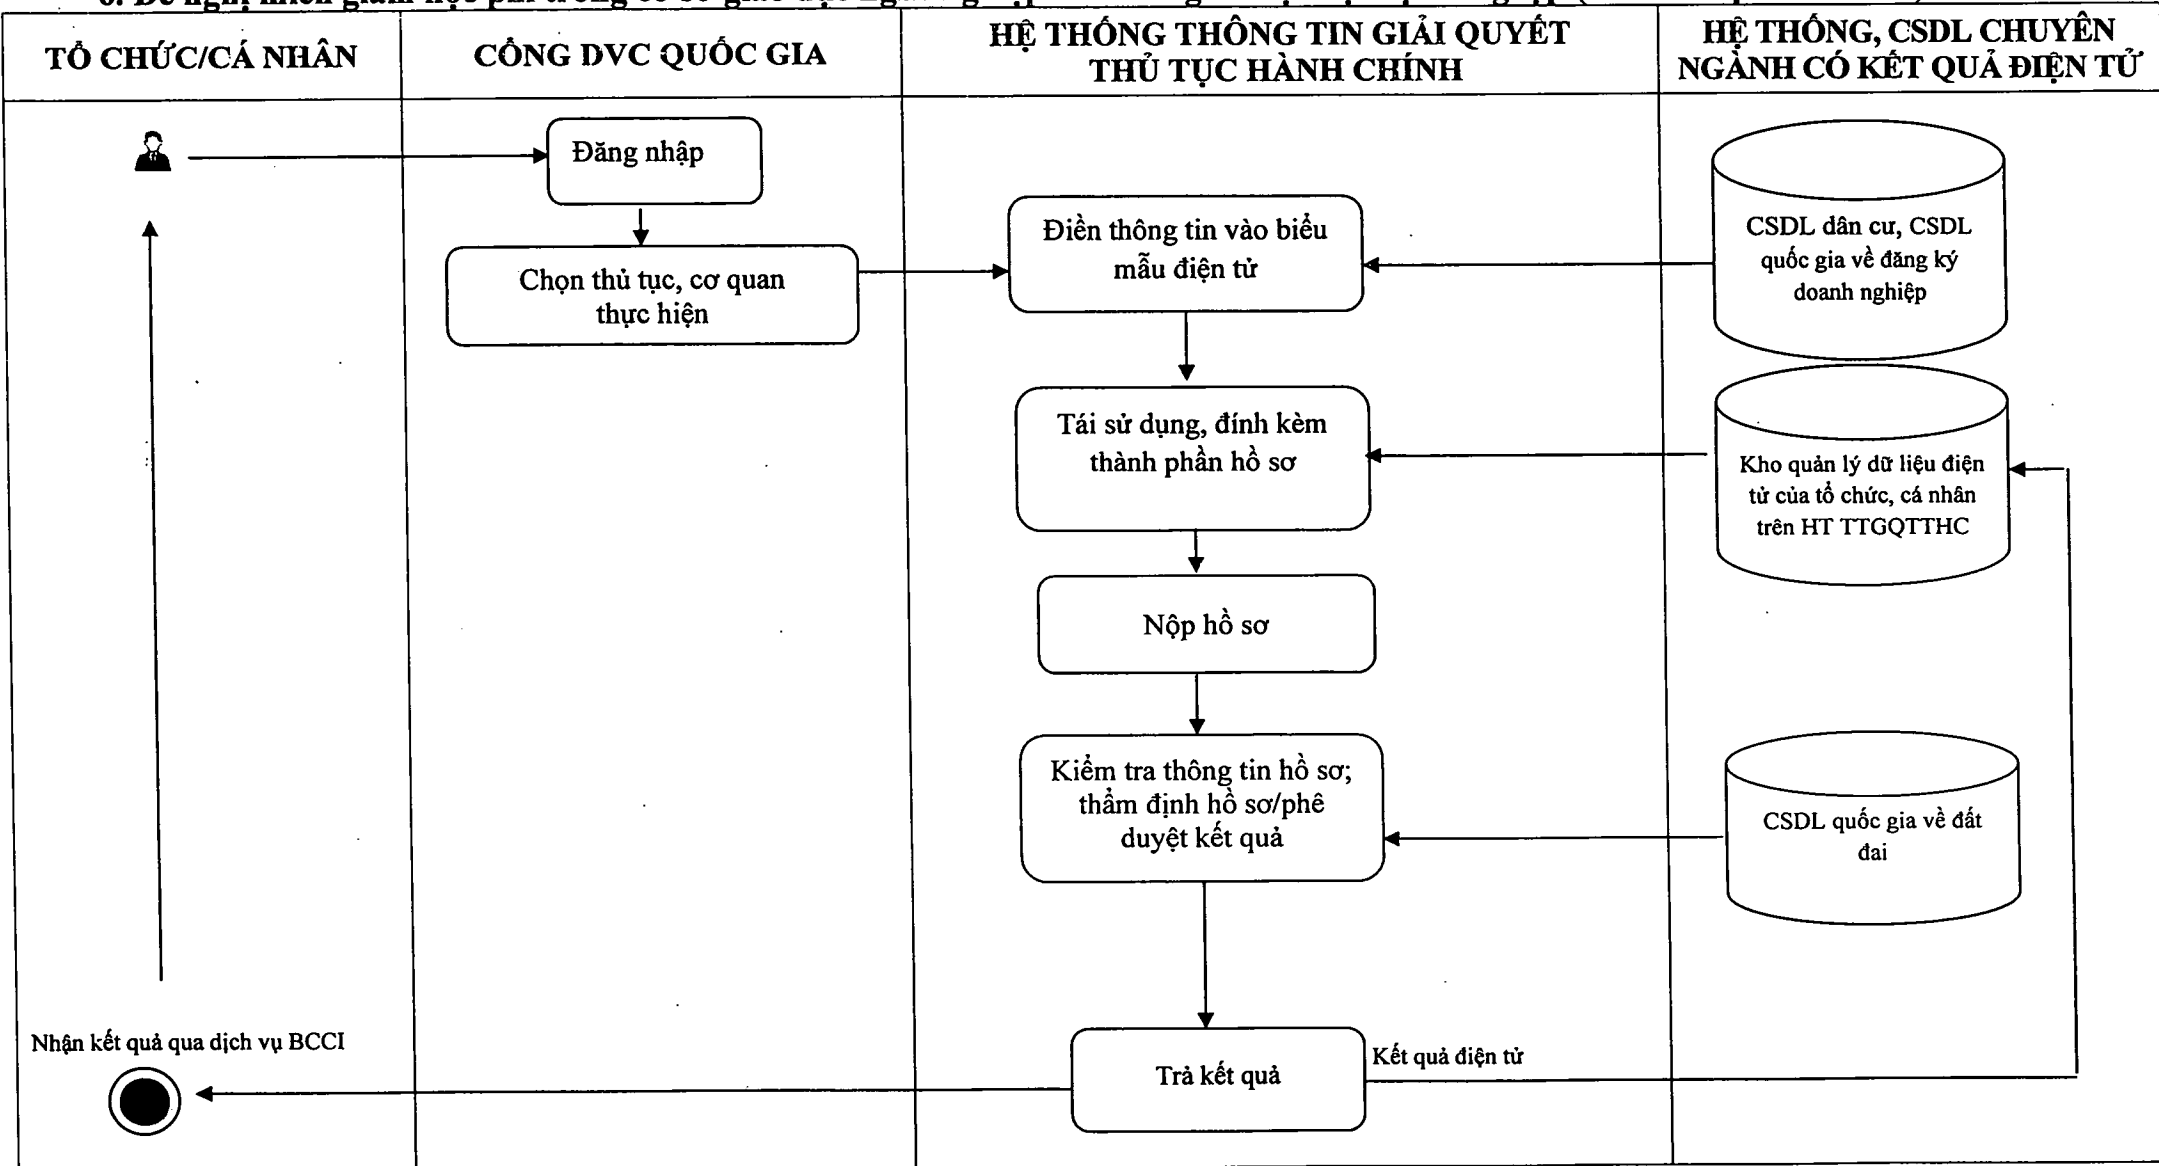 TỔ CHỨC/CÁ NHÂN
CỔNG DVC QUỐC GIA
HỆ THỐNG THÔNG TIN GIẢI QUYẾT
THỦ TỤC HÀNH CHÍNH
HỆ THỐNG, CSDL CHUYÊN
NGÀNH CÓ KẾT QUẢ ĐIỆN TỬ
Đăng nhập
Chọn thủ tục, cơ quan
thực hiện
Điền thông tin vào biểu
mẫu điện tử
CSDL dân cư, CSDL
quốc gia về đăng ký
doanh nghiệp
Tái sử dụng, đính kèm
thành phần hồ sơ
Kho quản lý dữ liệu điện
tử của tổ chức, cá nhân
trên HT TTGQTTHC
Nộp hồ sơ
Kiểm tra thông tin hồ sơ;
thẩm định hồ sơ/phê
duyệt kết quả
CSDL quốc gia về đất
đai
Nhận kết quả qua dịch vụ BCCI
Trả kết quả
Kết quả điện tử